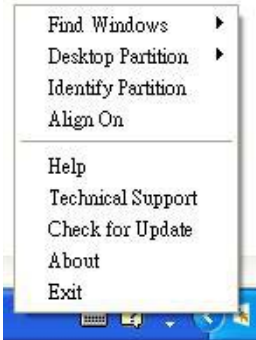 Find Windows
Desktop Partition
Identify Partition
Align On
Help
Technical Support
Check for Update
About
Exit